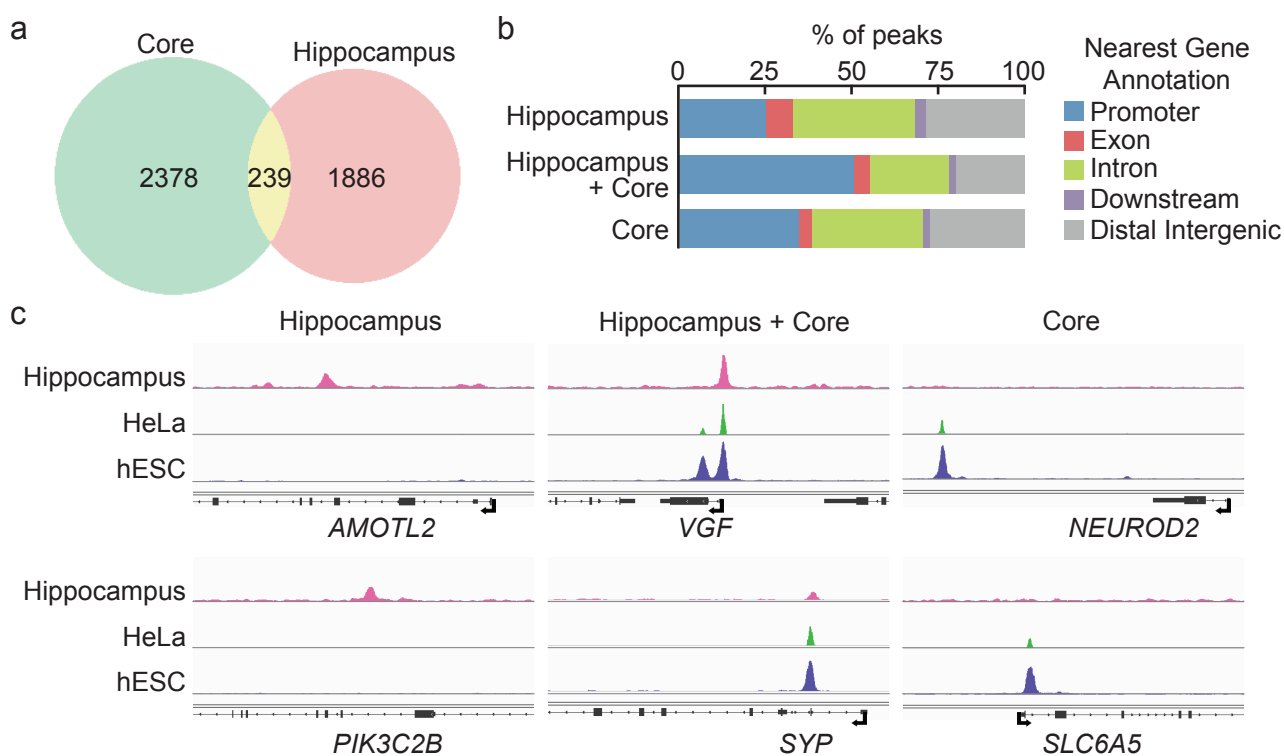 a
Core
Hippocampus
2378
239
1886
b
% of peaks
0 25 50 75 100
Hippocampus
Hippocampus
+ Core
Core
Nearest Gene
Annotation
Promoter
Exon
Intron
Downstream
Distal Intergenic
c
Hippocampus
Hippocampus + Core
Core
Hippocampus
HeLa
hESC
AMOTL2
VGF
NEUROD2
Hippocampus
HeLa
hESC
PIK3C2B
SYP
SLC6A5